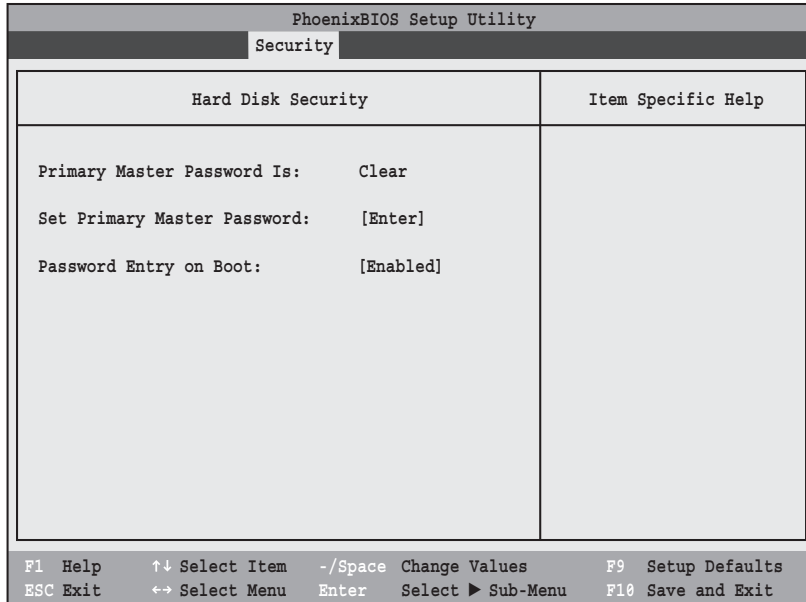 PhoenixBIOS Setup Utility
Security
Hard Disk Security
Item Specific Help
Primary Master Password Is: Clear
Set Primary Master Password: [Enter]
Password Entry on Boot: [Enabled]
F1 Help ↑↓ Select Item -/Space Change Values F9 Setup Defaults
ESC Exit ←→ Select Menu Enter Select ▶ Sub-Menu F10 Save and Exit